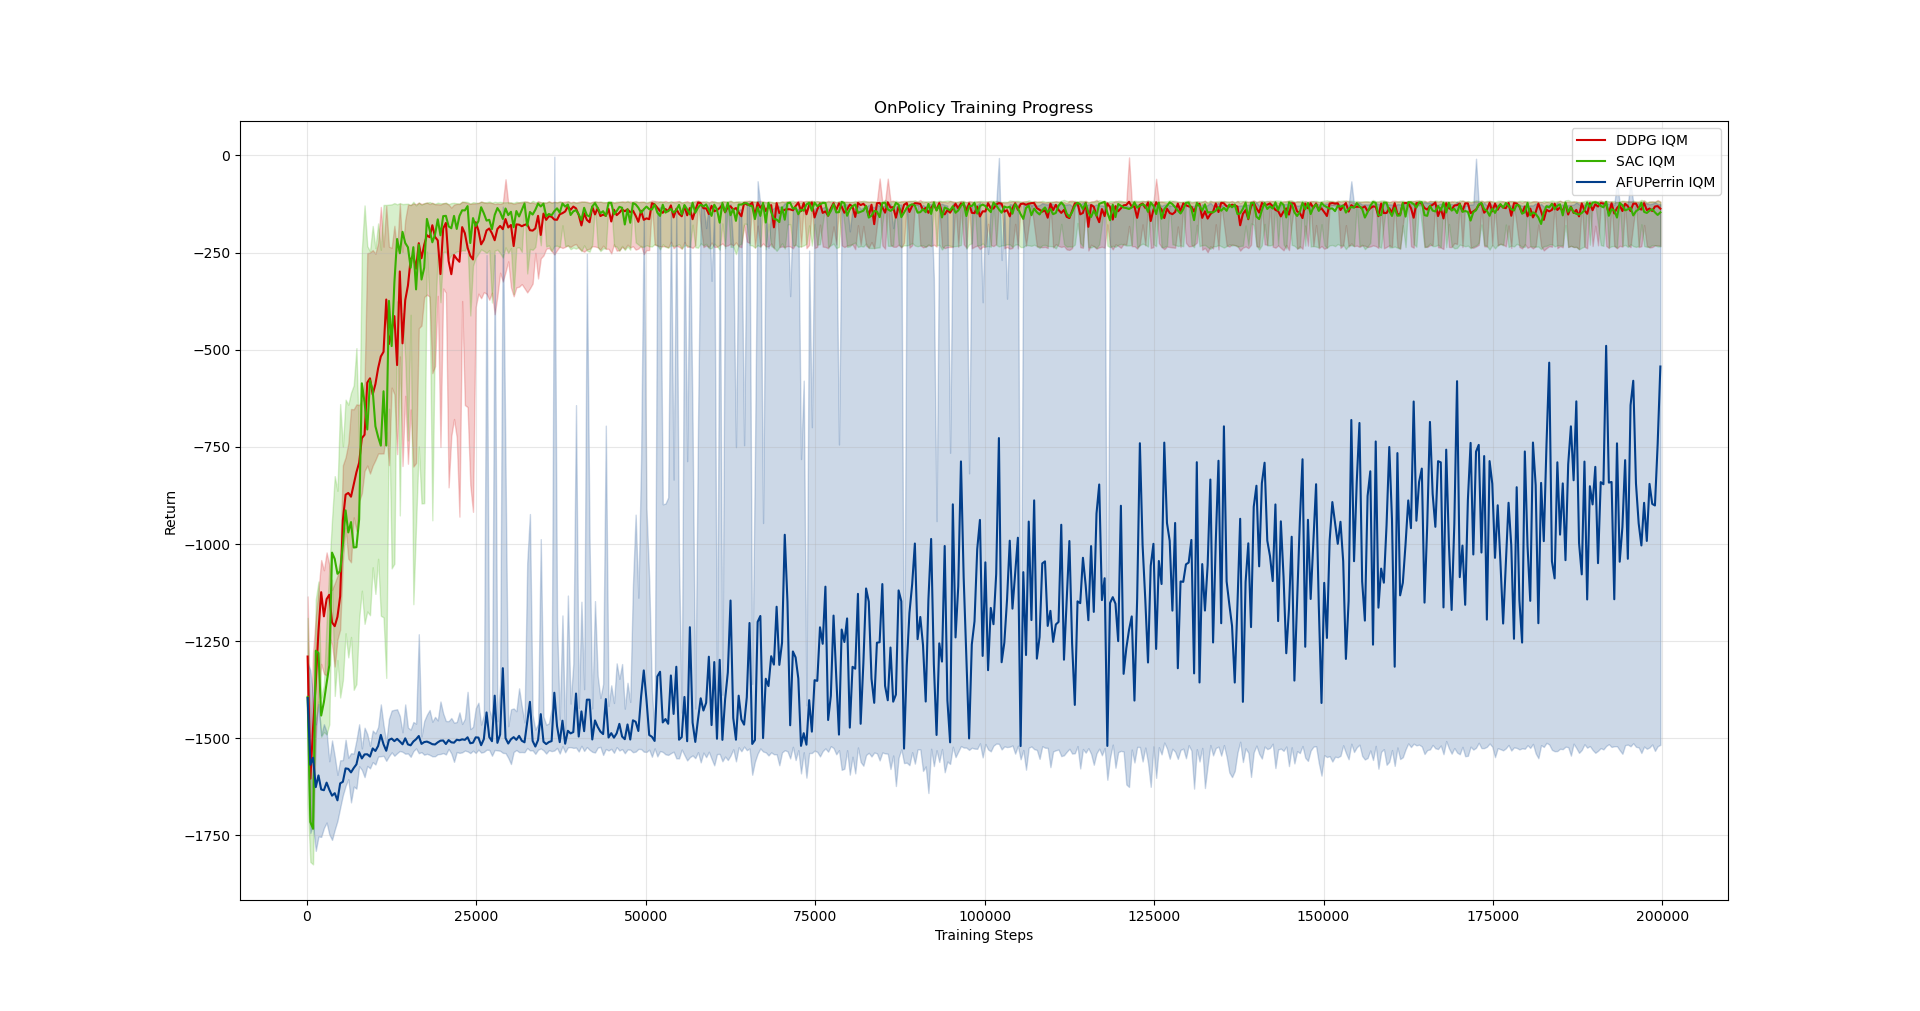 OnPolicy Training Progress
DDPG IQM
SAC IQM
AFUPerrin IQM
Return
0
−250
−500
−750
−1000
−1250
−1500
−1750
0 25000 50000 75000 100000 125000 150000 175000 200000
Training Steps